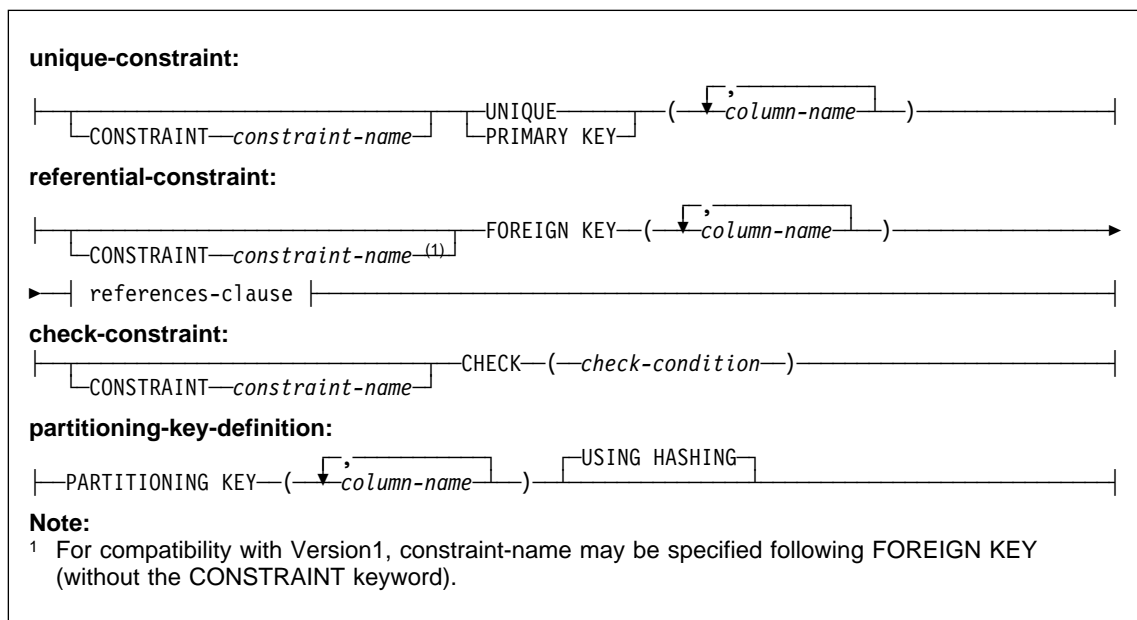 unique-constraint:
,
UNIQUE ( column-name )
CONSTRAINT constraint-name PRIMARY KEY
referential-constraint:
,
FOREIGN KEY ( column-name )
CONSTRAINT constraint-name (1)
references-clause
check-constraint:
CHECK ( check-condition )
CONSTRAINT constraint-name
partitioning-key-definition:
, USING HASHING
PARTITIONING KEY ( column-name )
Note:
1 For compatibility with Version1, constraint-name may be specified following FOREIGN KEY
(without the CONSTRAINT keyword).